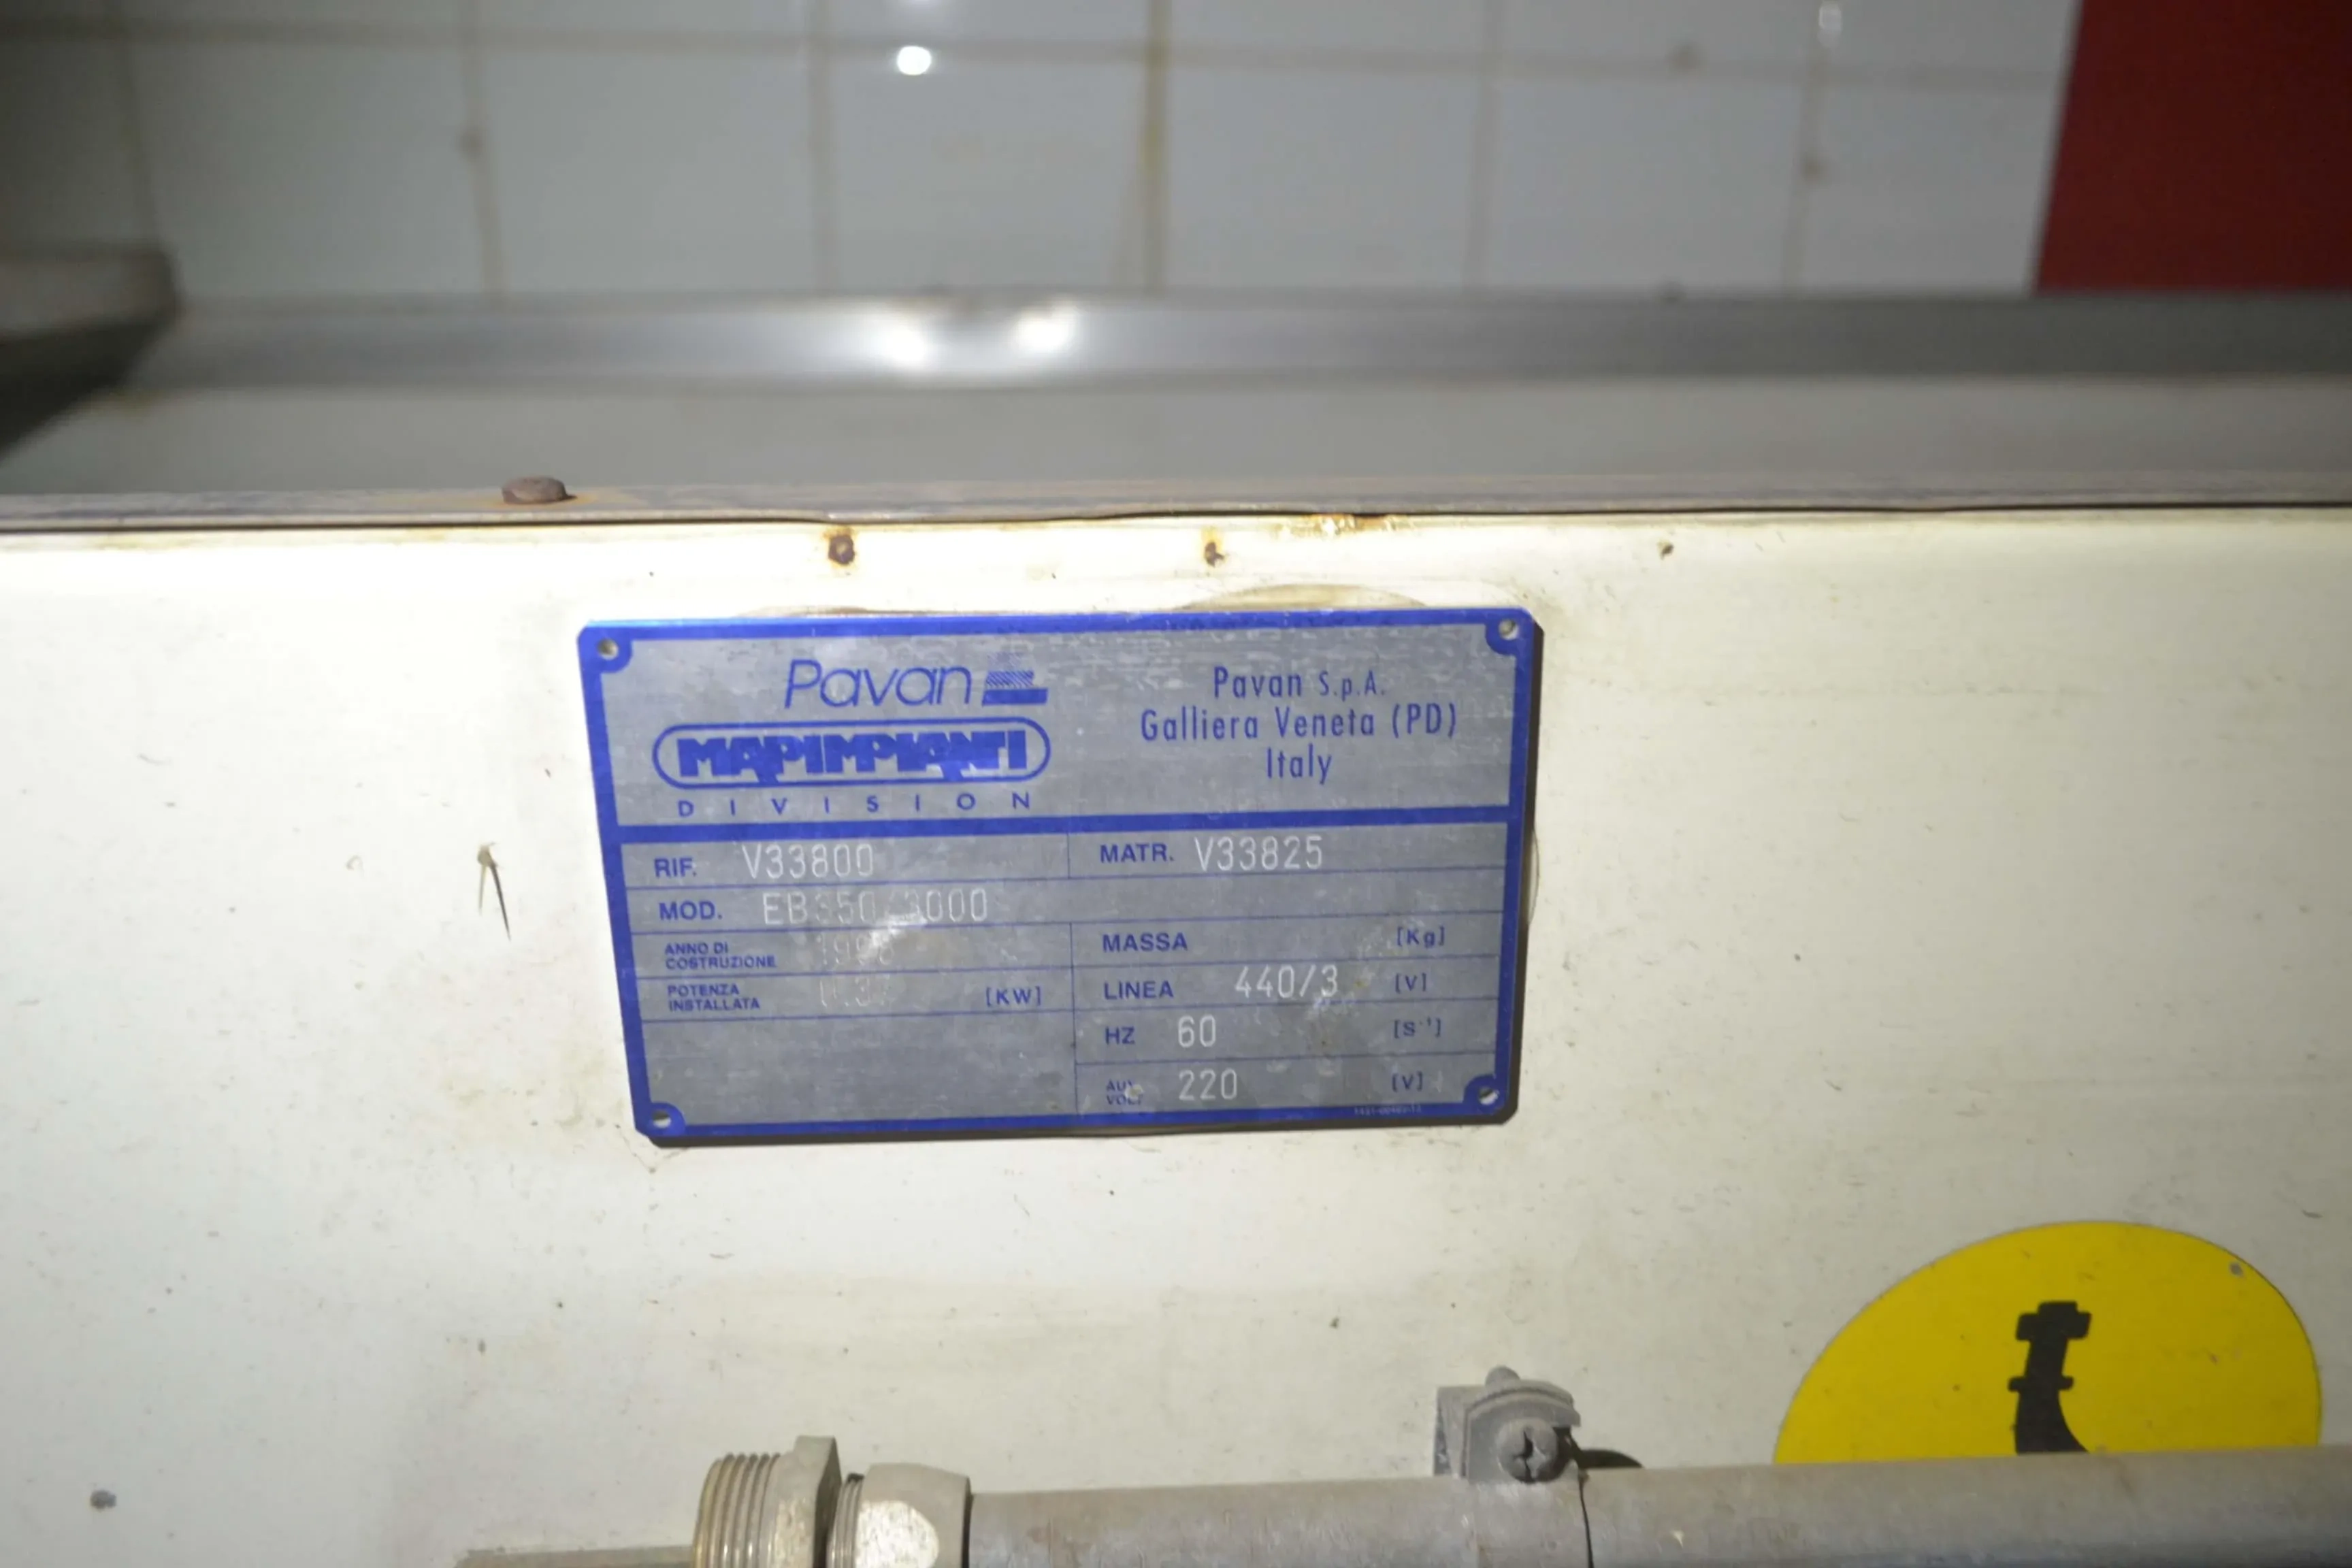 Pavan
MAPIMPIANTI
DIVISION
Pavan S.p.A.
Galliera Veneta (PD)
Italy
RIF. V33800
MATR. V33825
MOD.
ANNO DI
COSTRUZIONE
POTENZA
INSTALLATA [KW]
MASSA [Kg]
LINEA 440/3 [V]
HZ 60 [S⁻¹]
VOLT 220 [V]